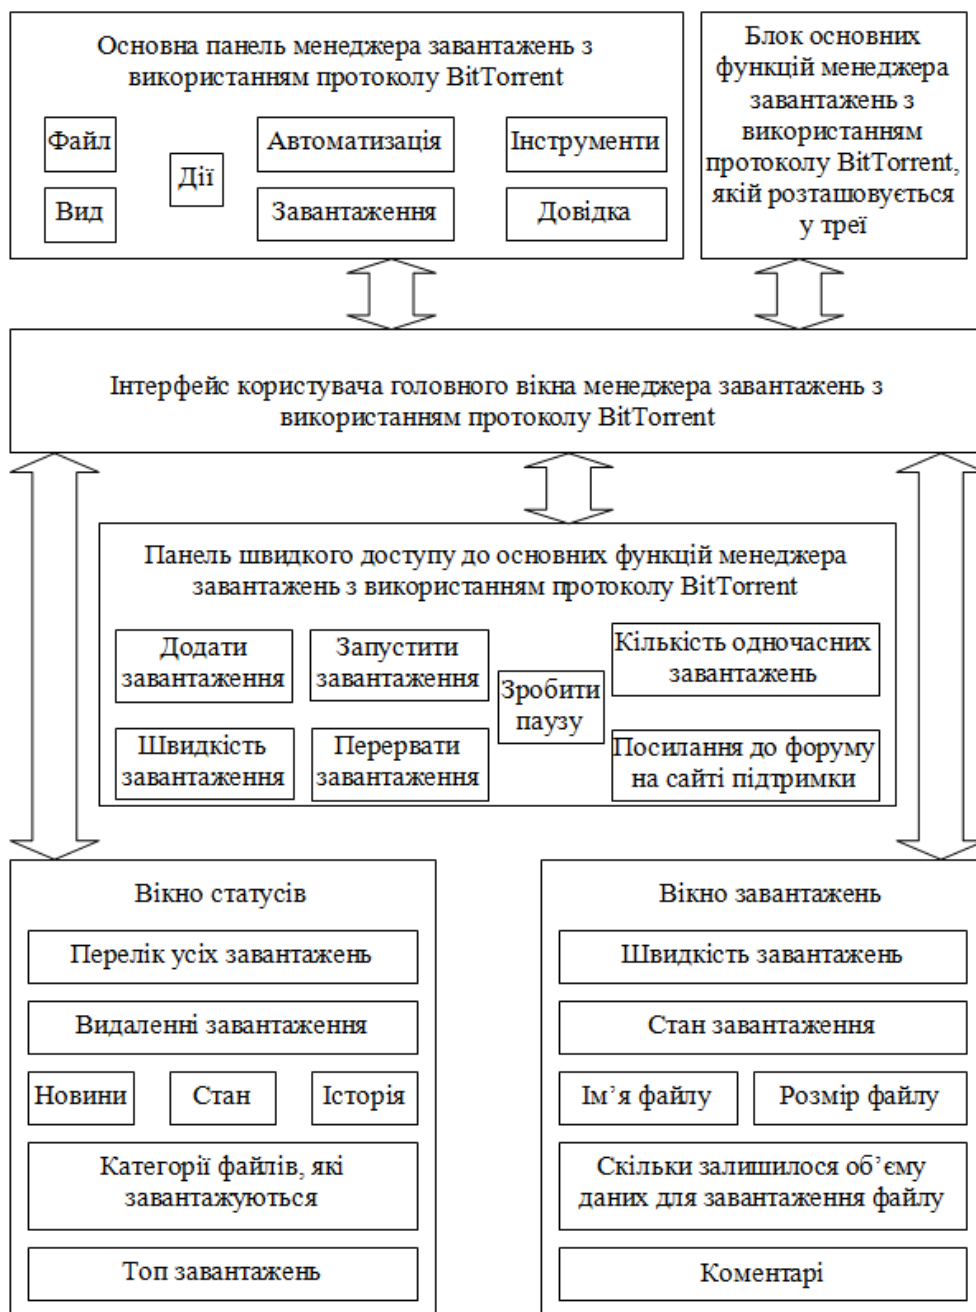 Основна панель менеджера завантажень з
використанням протоколу BitTorrent
Файл
Автоматизація
Інструменти
Дії
Вид
Завантаження
Довідка
Блок основних
функцій менеджера
завантажень з
використанням
протоколу BitTorrent,
якій розташовується
у треї
Інтерфейс користувача головного вікна менеджера завантажень з
використанням протоколу BitTorrent
Панель швидкого доступу до основних функцій менеджера
завантажень з використанням протоколу BitTorrent
Додати
завантаження
Запустити
завантаження
Зробити
паузу
Кількість одночасних
завантажень
Швидкість
завантаження
Перервати
завантаження
Посилання до форуму
на сайті підтримки
Вікно статусів
Перелік усіх завантажень
Видаленні завантаження
Новини
Стан
Історія
Категорії файлів, які
завантажуються
Топ завантажень
Вікно завантажень
Швидкість завантажень
Стан завантаження
Ім’я файлу
Розмір файлу
Скільки залишилося об’єму
даних для завантаження файлу
Коментарі